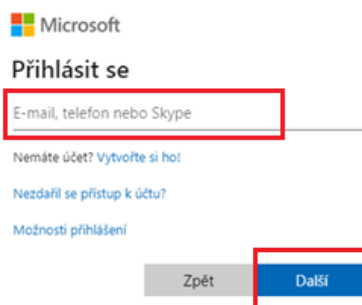 Microsoft
Přihlásit se
E-mail, telefon nebo Skype
Nemáte účet? Vytvořte si ho!
Nezdařil se přístup k účtu?
Možnosti přihlášení
Zpět Další